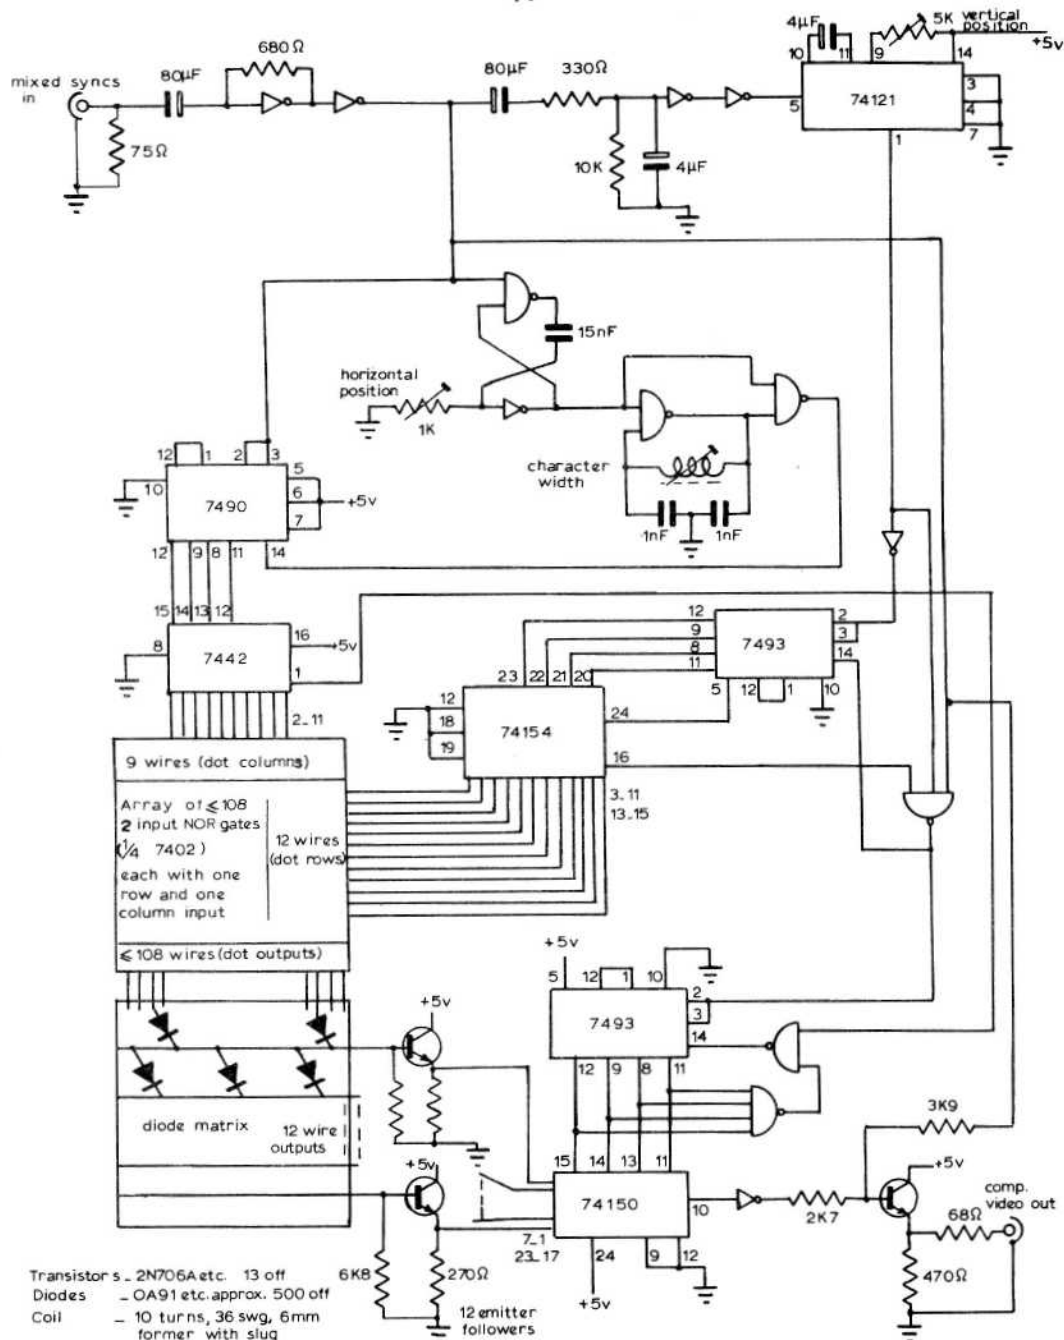 5K vertical
position
+5v
4µF
10
11
9
14
mixed syncs
in
80µF
680Ω
80µF
330Ω
5
74121
3
4
7
1
75Ω
10K
4µF
15nF
horizontal
position
1K
character
width
1nF
1nF
12
1
2
3
10
7490
5
6
7
+5v
12
9
8
11
14
15
14
13
12
8
7442
16
+5v
1
2_11
12
9
8
11
7493
2
3
14
5
12
1
10
23
22
21
20
12
18
19
74154
24
16
3_11
13_15
9 wires (dot columns)
Array of ≤108
2 input NOR gates
(1/4 7402)
each with one
row and one
column input
12 wires
(dot rows)
≤108 wires (dot outputs)
+5v
5
12
1
10
7493
2
3
14
12
9
8
11
+5v
diode matrix
12 wire
outputs
+5v
15
14
13
11
74150
10
7_1
23_17
24
9
12
+5v
3K9
2K7
+5v
comp.
video out
68Ω
470Ω
6K8
270Ω
12 emitter
followers
Transistors _ 2N706A etc. 13 off
Diodes _ OA91 etc. approx. 500 off
Coil _ 10 turns, 36 swg, 6mm
former with slug